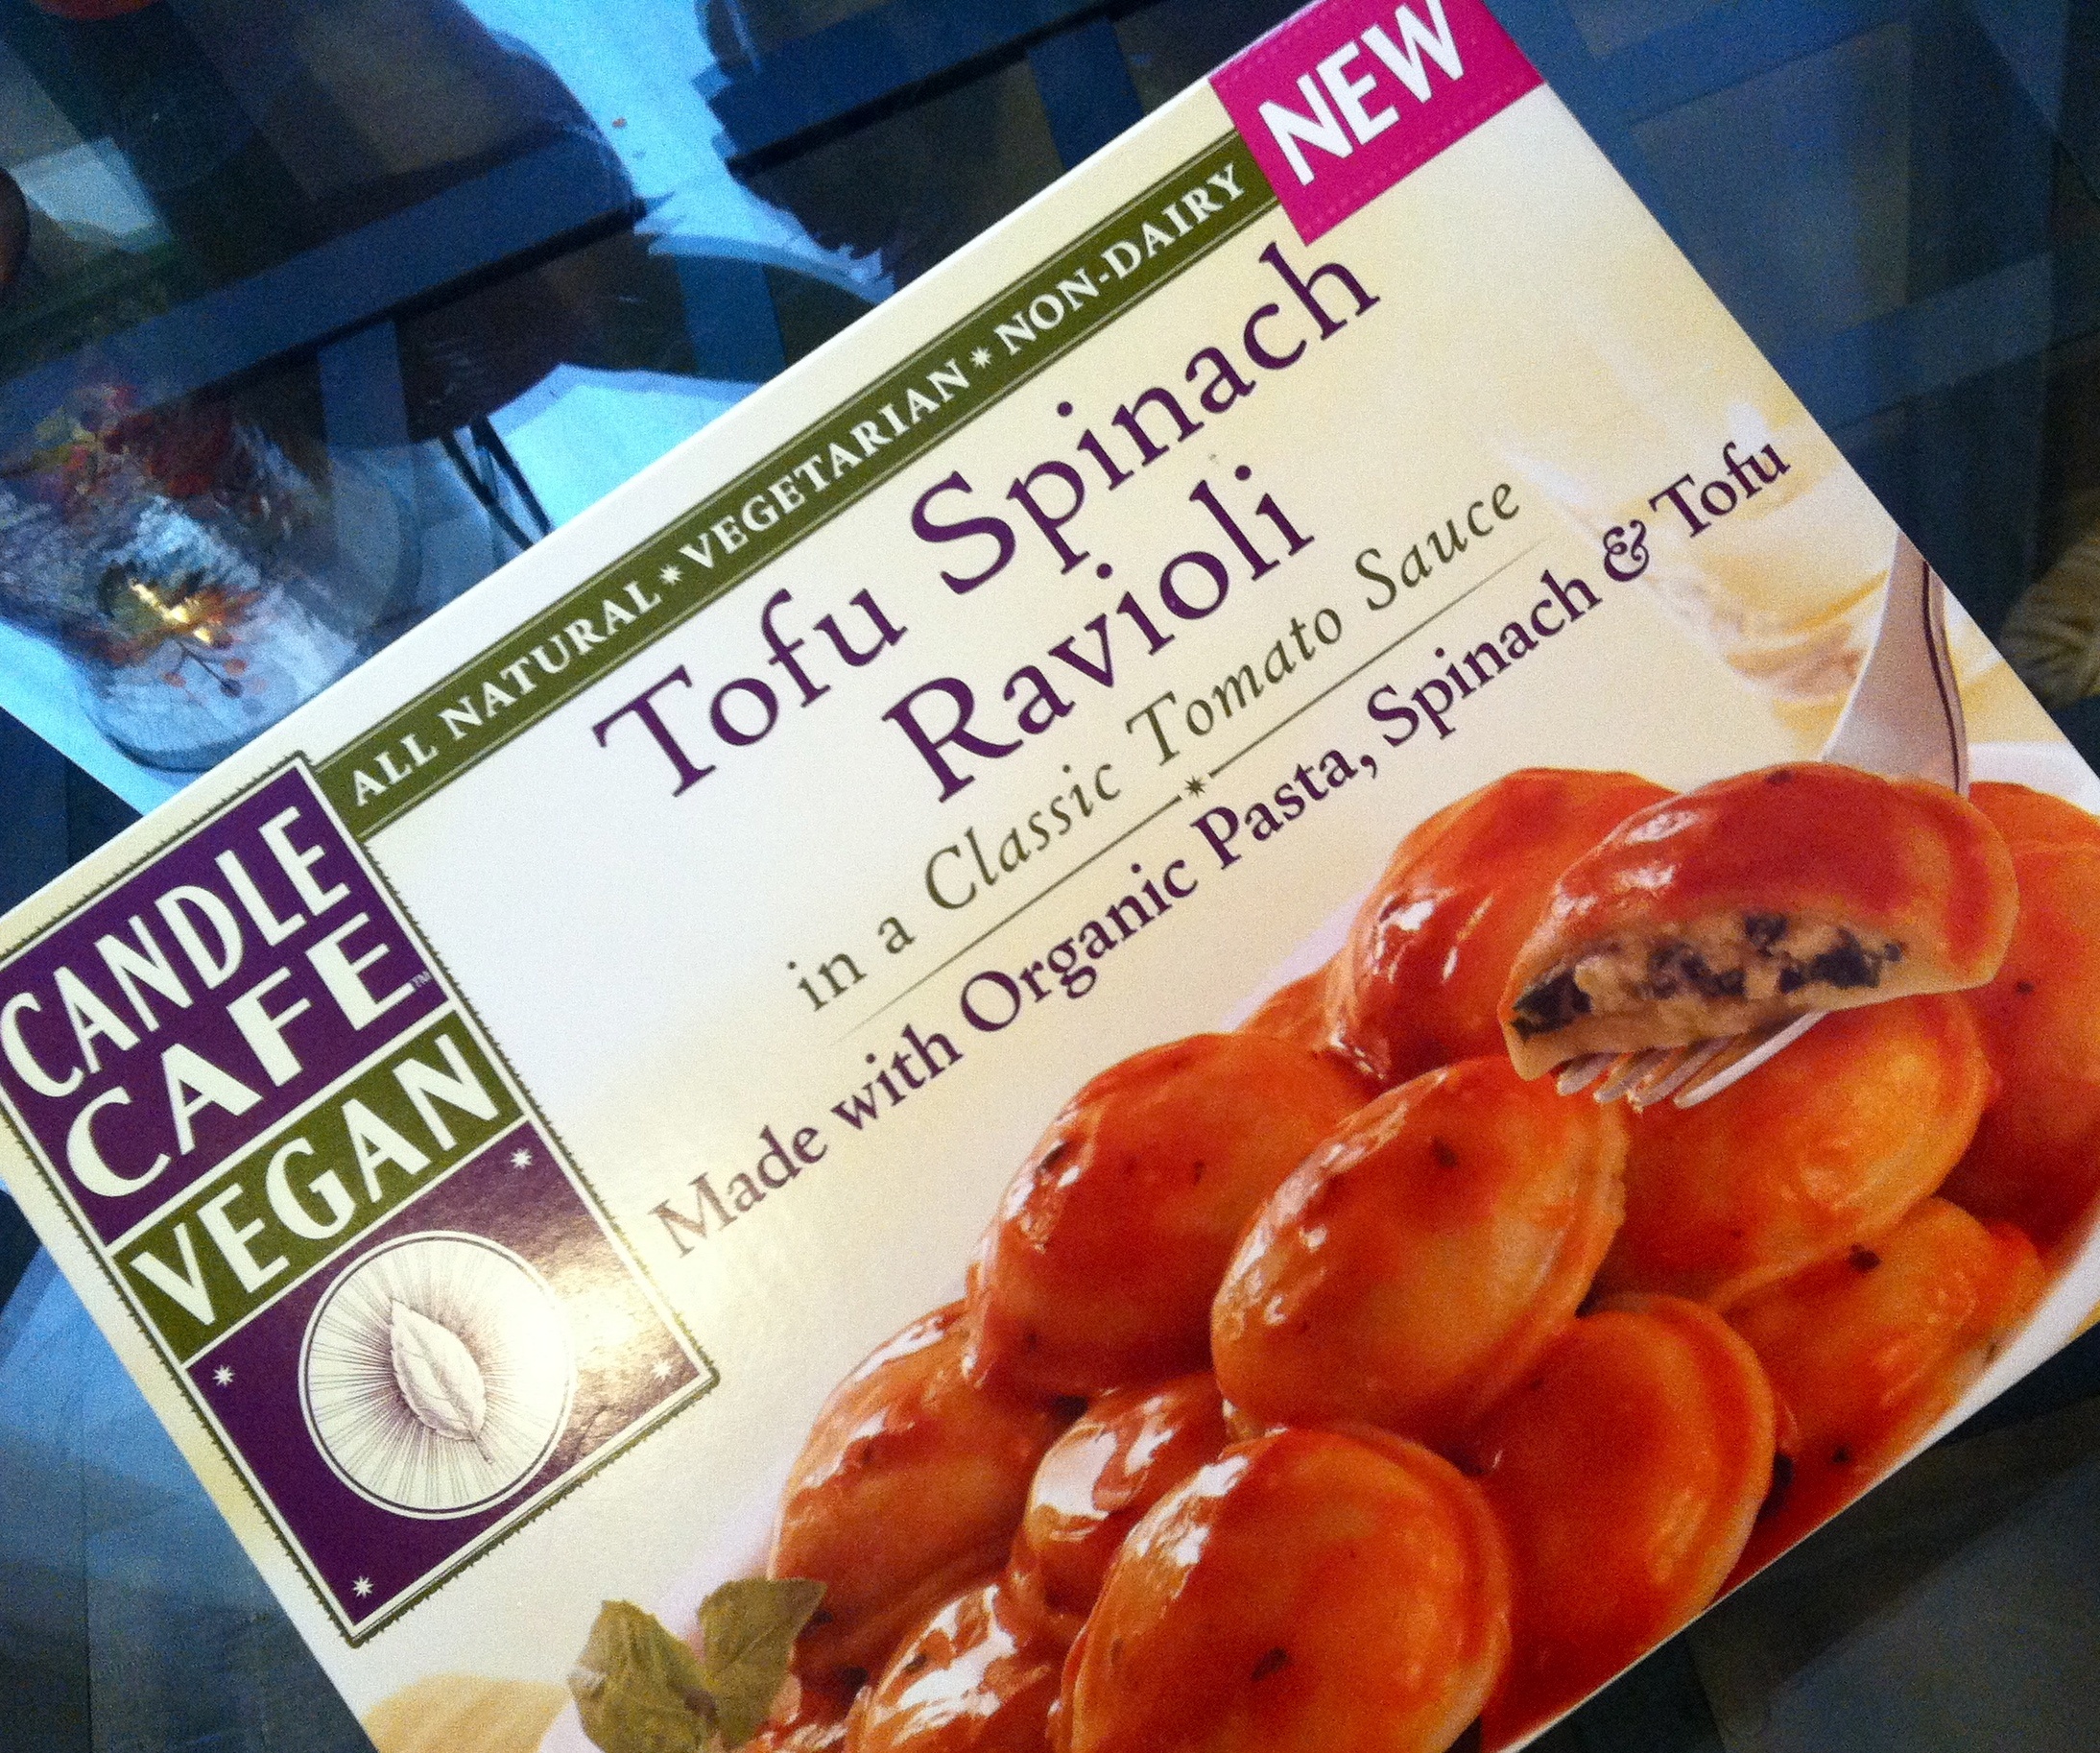 NEW
ALL NATURAL * VEGETARIAN * NON-DAIRY
Tofu Spinach
Ravioli
in a Classic Tomato Sauce
Made with Organic Pasta, Spinach & Tofu
CANDLE
CAFE™
VEGAN